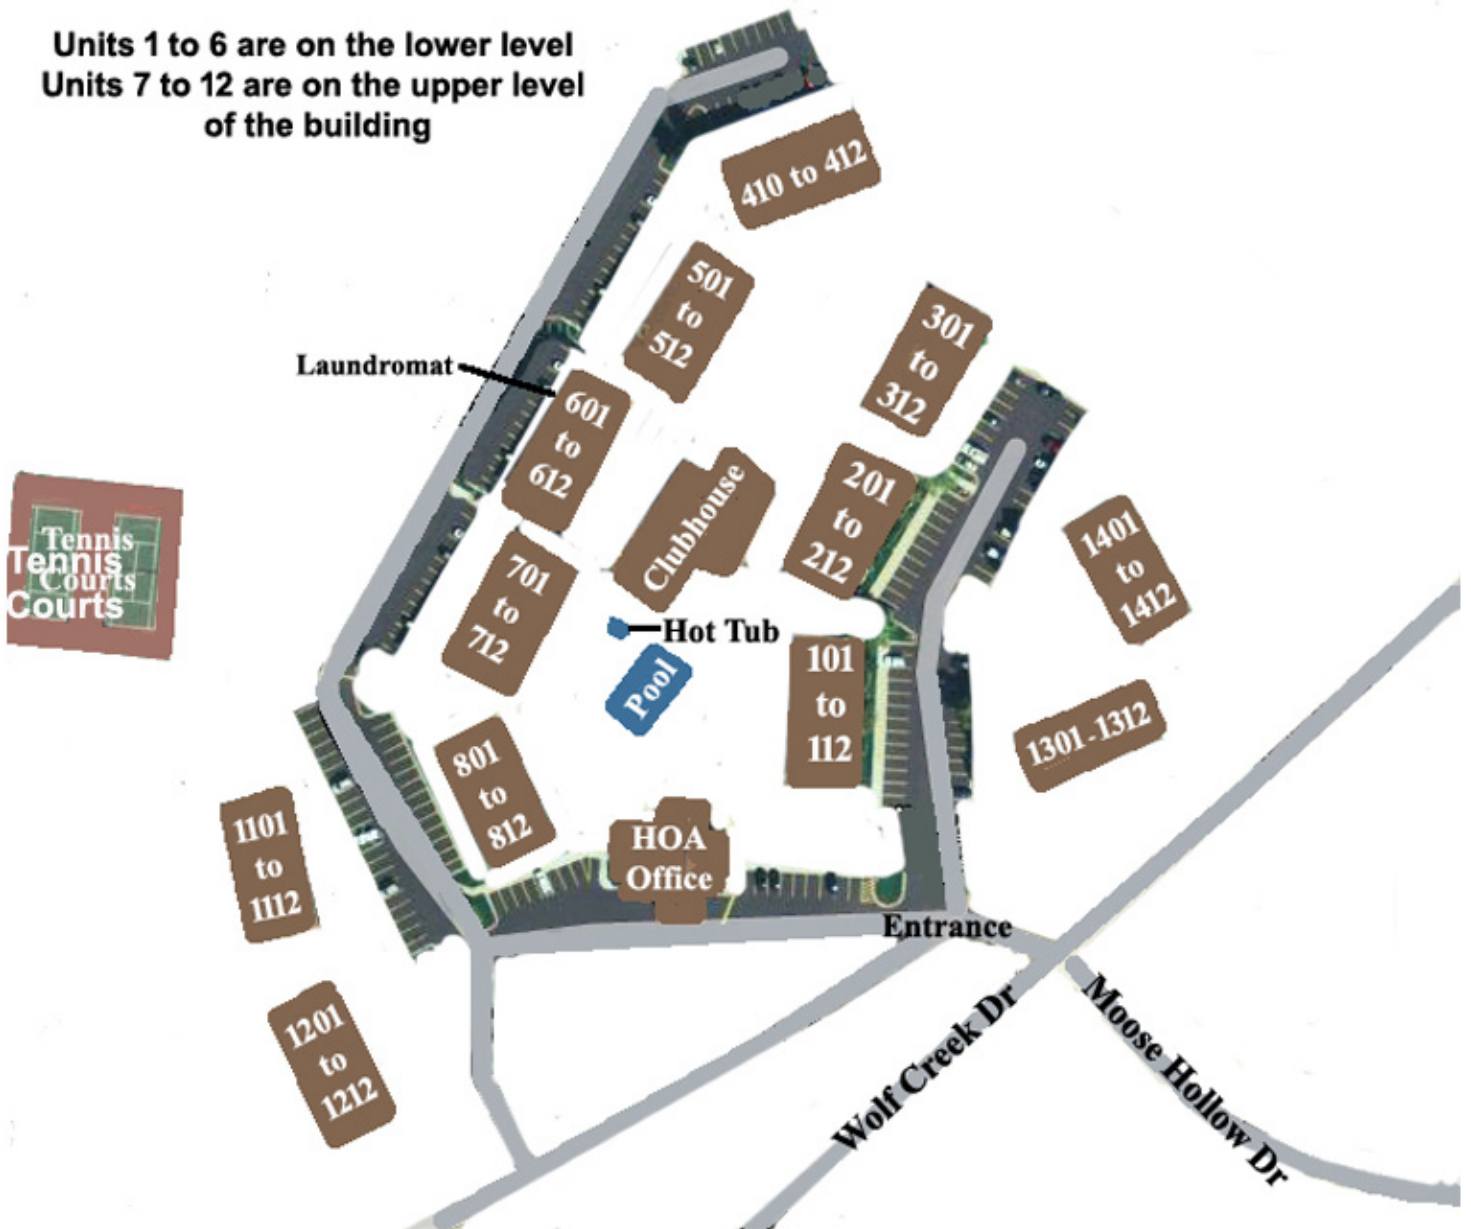 Units 1 to 6 are on the lower level
Units 7 to 12 are on the upper level
of the building
410 to 412
501
to
512
301
to
312
Laundromat
601
to
612
Clubhouse
201
to
212
1401
to
1412
Tennis
Tennis
Courts
Courts
701
to
712
Hot Tub
Pool
101
to
112
1301-1312
801
to
812
HOA
Office
1101
to
1112
Entrance
1201
to
1212
Wolf Creek Dr
Moose Hollow Dr